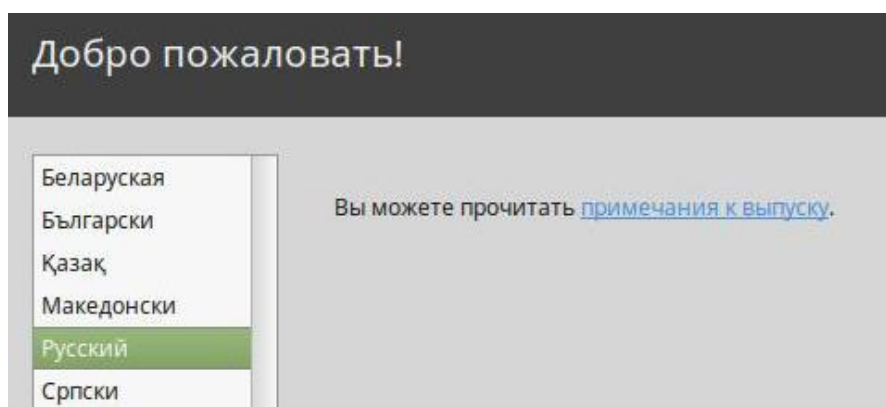 Добро пожаловать!
Беларуская
Български
Вы можете прочитать примечания к выпуску.
Қазақ
Македонски
Русский
Српски